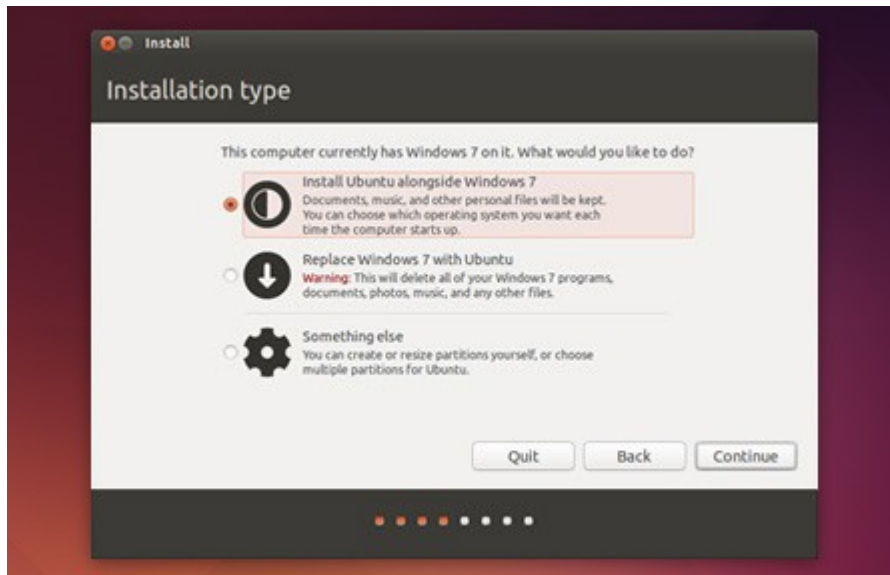 Install
Installation type
This computer currently has Windows 7 on it. What would you like to do?
Install Ubuntu alongside Windows 7
Documents, music, and other personal files will be kept.
You can choose which operating system you want each
time the computer starts up.
Replace Windows 7 with Ubuntu
Warning: This will delete all of your Windows 7 programs,
documents, photos, music, and any other files.
Something else
You can create or resize partitions yourself, or choose
multiple partitions for Ubuntu.
Quit Back Continue